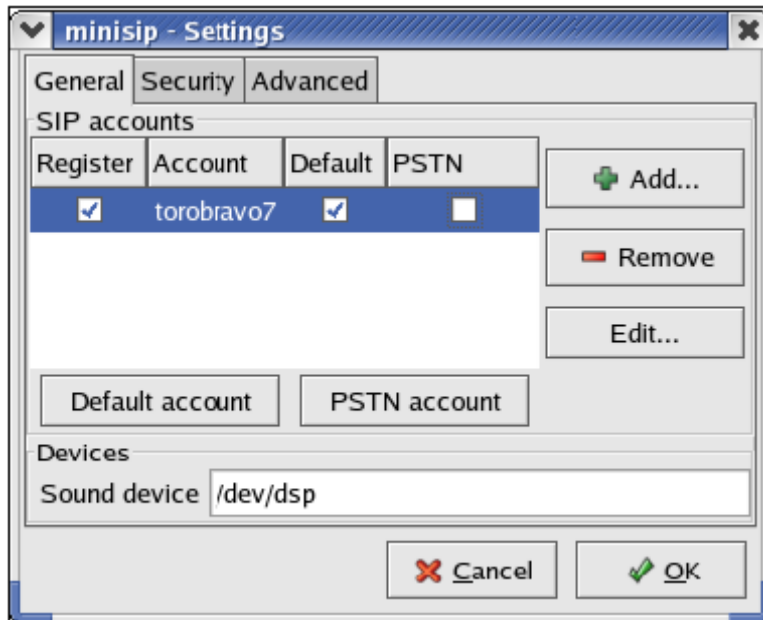 minisip - Settings
General Security Advanced
SIP accounts
Register Account Default PSTN
torobravo7
Add...
Remove
Edit...
Default account PSTN account
Devices
Sound device /dev/dsp
Cancel OK